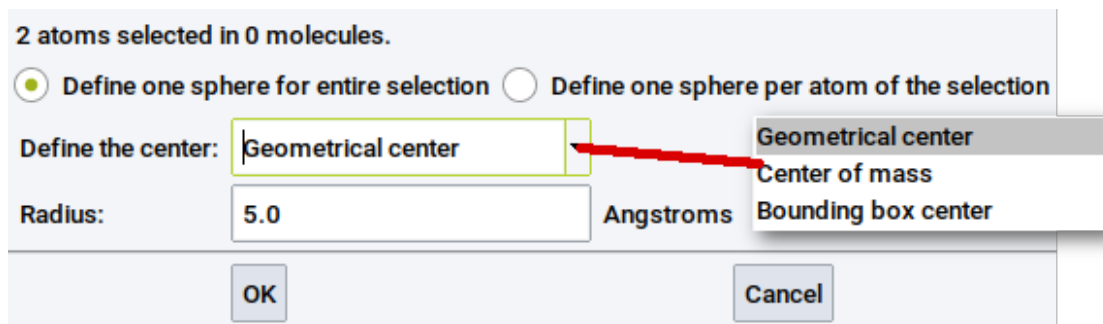 2 atoms selected in 0 molecules.
Define one sphere for entire selection Define one sphere per atom of the selection
Define the center: Geometrical center
Geometrical center
Center of mass
Bounding box center
Radius: 5.0 Angstroms
OK Cancel